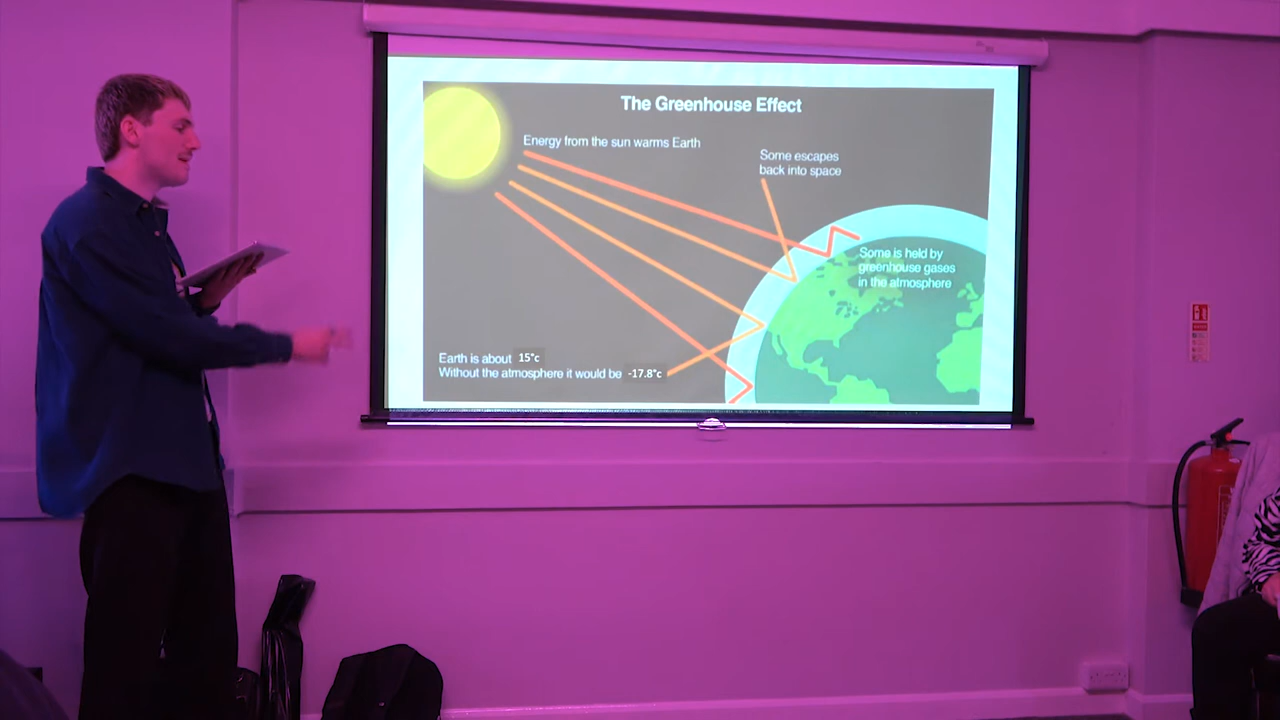 The Greenhouse Effect
Energy from the sun warms Earth
Some escapes
back into space
Some is held by
greenhouse gases
in the atmosphere
Earth is about 15°c
Without the atmosphere it would be -17.8°c